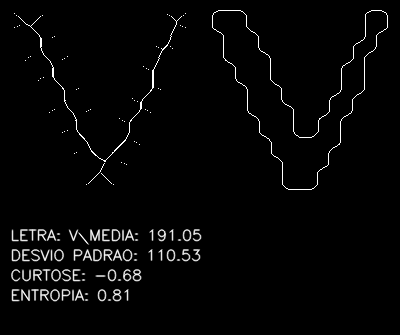 LETRA: V\MEDIA: 191.05
DESVIO PADRAO: 110.53
CURTOSE: -0.68
ENTROPIA: 0.81